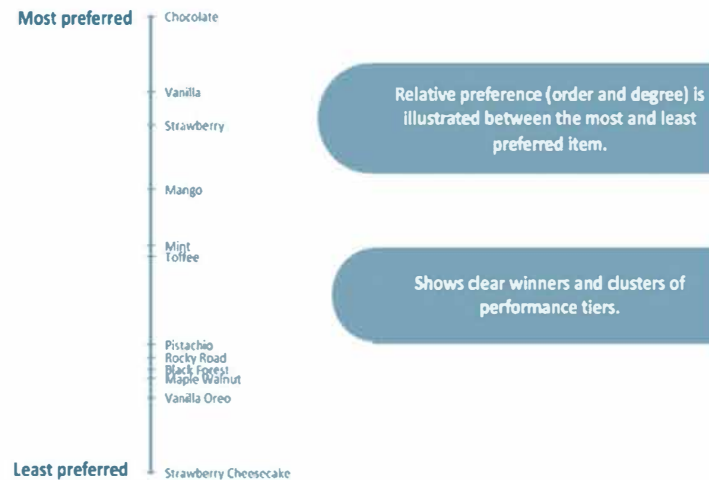 Most preferred
Chocolate
Vanilla
Strawberry
Mango
Mint
Toffee
Pistachio
Rocky Road
Black Forest
Maple Walnut
Vanilla Oreo
Least preferred
Strawberry Cheesecake
Relative preference (order and degree) is
illustrated between the most and least
preferred item.
Shows clear winners and clusters of
performance tiers.